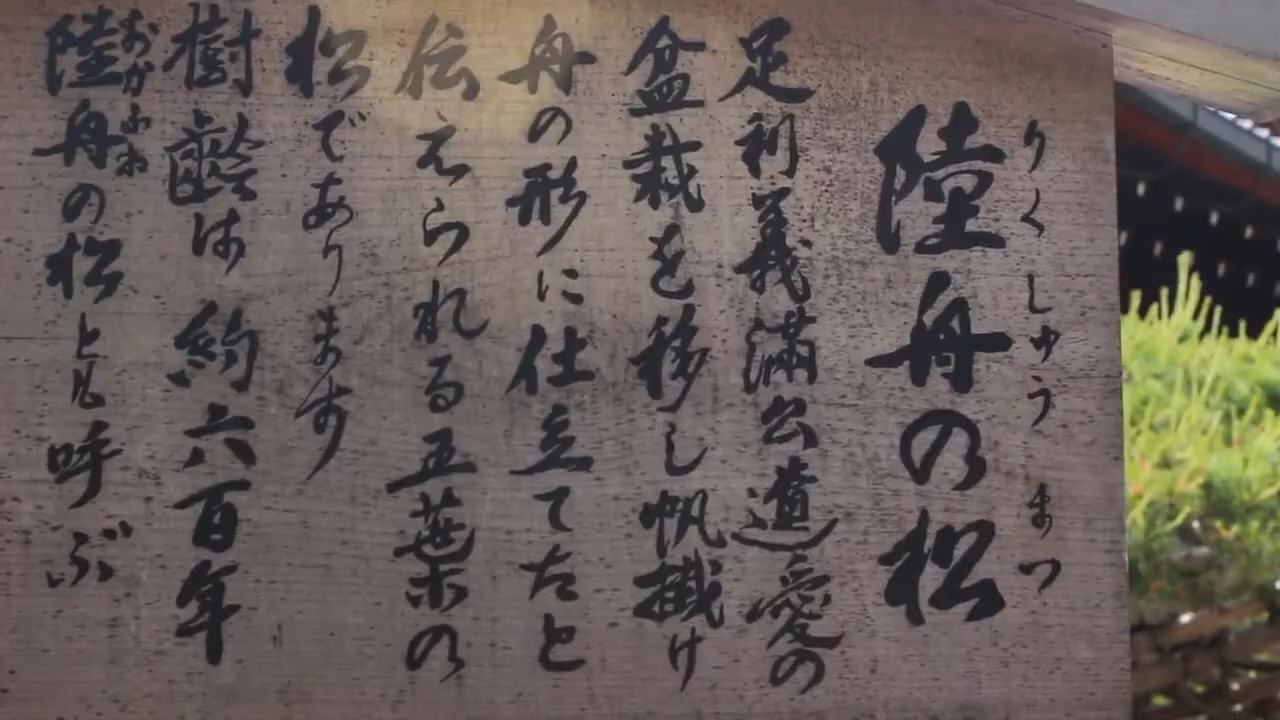 りくしゅう まつ
陸舟の松
足利義満公遺愛の
盆栽を移し帆掛け
舟の形に仕立てたと
伝えられる五葉の
松であります
樹齢は約六百年
おかふね
陸舟の松とも呼ぶ